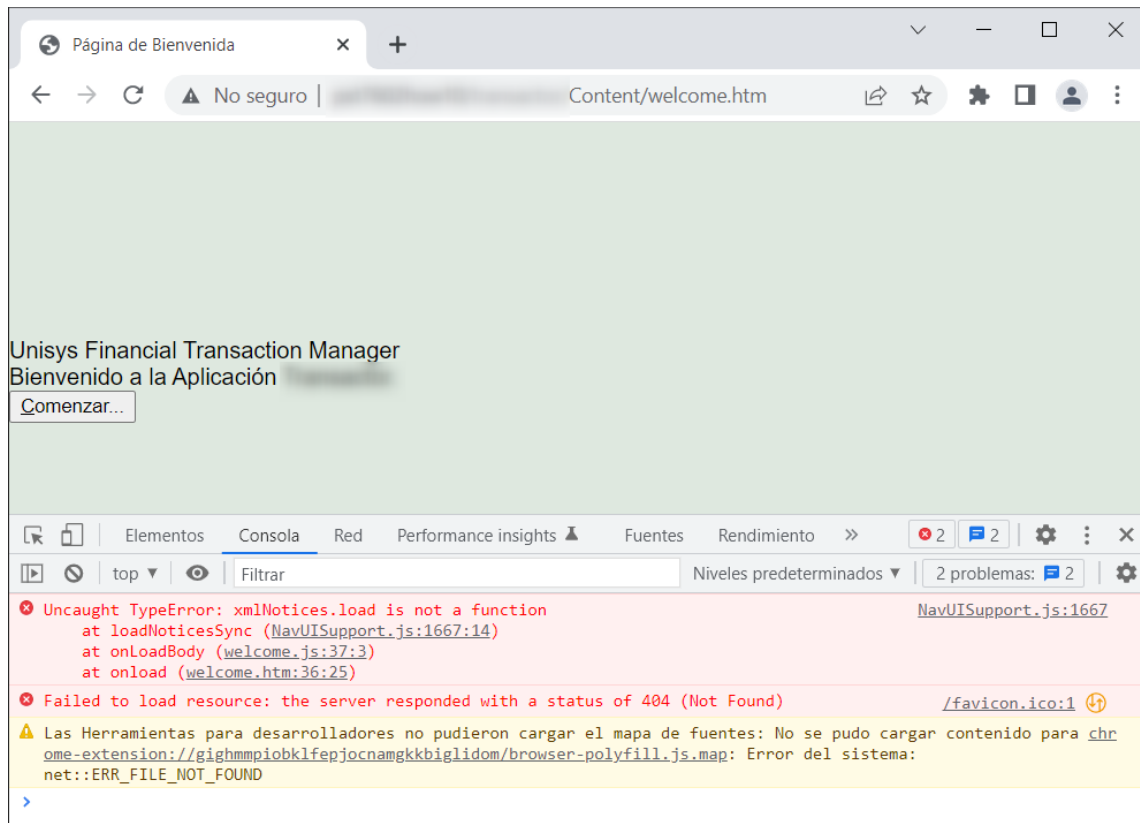 Página de Bienvenida
No seguro | Content/welcome.htm
Unisys Financial Transaction Manager
Bienvenido a la Aplicación
Comenzar...
Elementos Consola Red Performance insights Fuentes Rendimiento » 2 2
top ▼ Filtrar Niveles predeterminados ▼ 2 problemas: 2
Uncaught TypeError: xmlNotices.load is not a function NavUISupport.js:1667
at loadNoticesSync (NavUISupport.js:1667:14)
at onLoadBody (welcome.js:37:3)
at onload (welcome.htm:36:25)
Failed to load resource: the server responded with a status of 404 (Not Found) /favicon.ico:1
Las Herramientas para desarrolladores no pudieron cargar el mapa de fuentes: No se pudo cargar contenido para chr
ome-extension://gighmmpiobklfepjocnamgkkbiglidom/browser-polyfill.js.map: Error del sistema:
net::ERR_FILE_NOT_FOUND